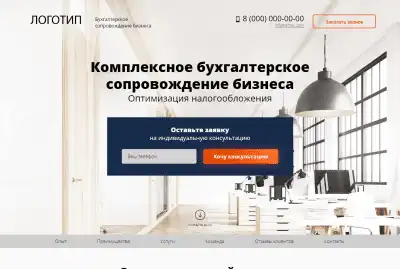 ЛОГОТИП
Бухгалтерское
сопровождение бизнеса
8 (000) 000-00-00
Заказать звонок
Комплексное бухгалтерское
сопровождение бизнеса
Оптимизация налогообложения
Оставьте заявку
на индивидуальную консультацию
Ваш телефон
Хочу консультацию
Опыт
Преимущества
Услуги
Команда
Отзывы клиентов
Контакты